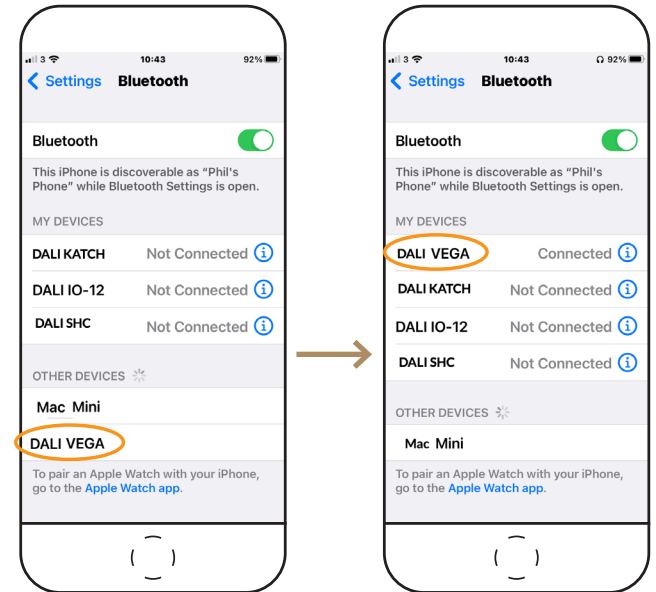 3 10:43 92%
Settings Bluetooth
Bluetooth
This iPhone is discoverable as “Phil's
Phone” while Bluetooth Settings is open.
MY DEVICES
DALI KATCH Not Connected i
DALI IO-12 Not Connected i
DALI SHC Not Connected i
OTHER DEVICES
Mac Mini
DALI VEGA
To pair an Apple Watch with your iPhone,
go to the Apple Watch app.
3 10:43 92%
Settings Bluetooth
Bluetooth
This iPhone is discoverable as “Phil's
Phone” while Bluetooth Settings is open.
MY DEVICES
DALI VEGA Connected i
DALI KATCH Not Connected i
DALI IO-12 Not Connected i
DALI SHC Not Connected i
OTHER DEVICES
Mac Mini
To pair an Apple Watch with your iPhone,
go to the Apple Watch app.